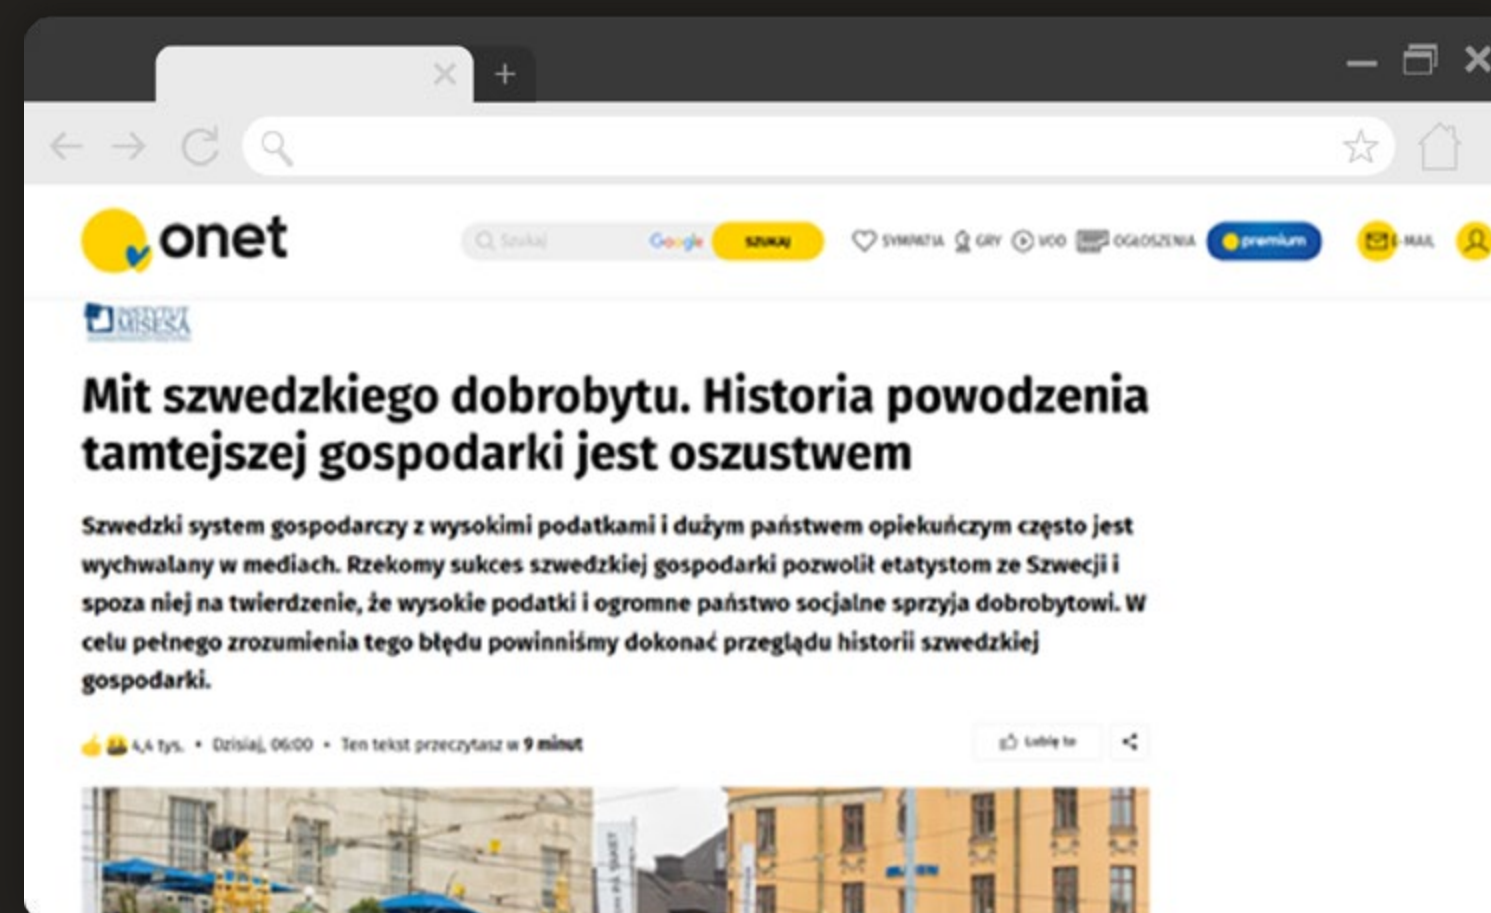 onet
Szukaj Google SZUKAJ SYMPATIA GRY VOD OGŁOSZENIA premium E-MAIL
INSTYTUT
MISESA
Mit szwedzkiego dobrobytu. Historia powodzenia
tamtejszej gospodarki jest oszustwem
Szwedzki system gospodarczy z wysokimi podatkami i dużym państwem opiekuńczym często jest
wychwalany w mediach. Rzekomy sukces szwedzkiej gospodarki pozwolił etatystom ze Szwecji i
spoza niej na twierdzenie, że wysokie podatki i ogromne państwo socjalne sprzyja dobrobytowi. W
celu pełnego zrozumienia tego błędu powinniśmy dokonać przeglądu historii szwedzkiej
gospodarki.
4,4 tys. • Dzisiaj, 06:00 • Ten tekst przeczytasz w 9 minut
Lubię to